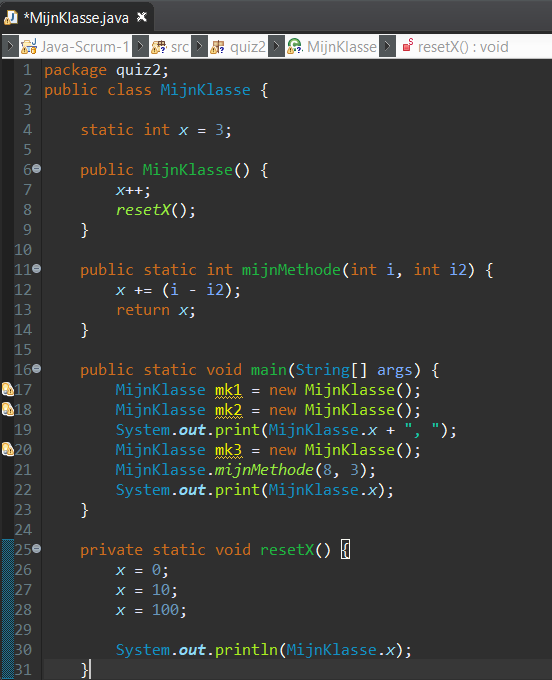 *MijnKlasse.java
Java-Scrum-1 src quiz2 MijnKlasse resetX() : void
1 package quiz2;
2 public class MijnKlasse {
3
4 static int x = 3;
5
6 public MijnKlasse() {
7 x++;
8 resetX();
9 }
10
11 public static int mijnMethode(int i, int i2) {
12 x += (i - i2);
13 return x;
14 }
15
16 public static void main(String[] args) {
17 MijnKlasse mk1 = new MijnKlasse();
18 MijnKlasse mk2 = new MijnKlasse();
19 System.out.print(MijnKlasse.x + ", ");
20 MijnKlasse mk3 = new MijnKlasse();
21 MijnKlasse.mijnMethode(8, 3);
22 System.out.print(MijnKlasse.x);
23 }
24
25 private static void resetX() {
26 x = 0;
27 x = 10;
28 x = 100;
29
30 System.out.println(MijnKlasse.x);
31 }